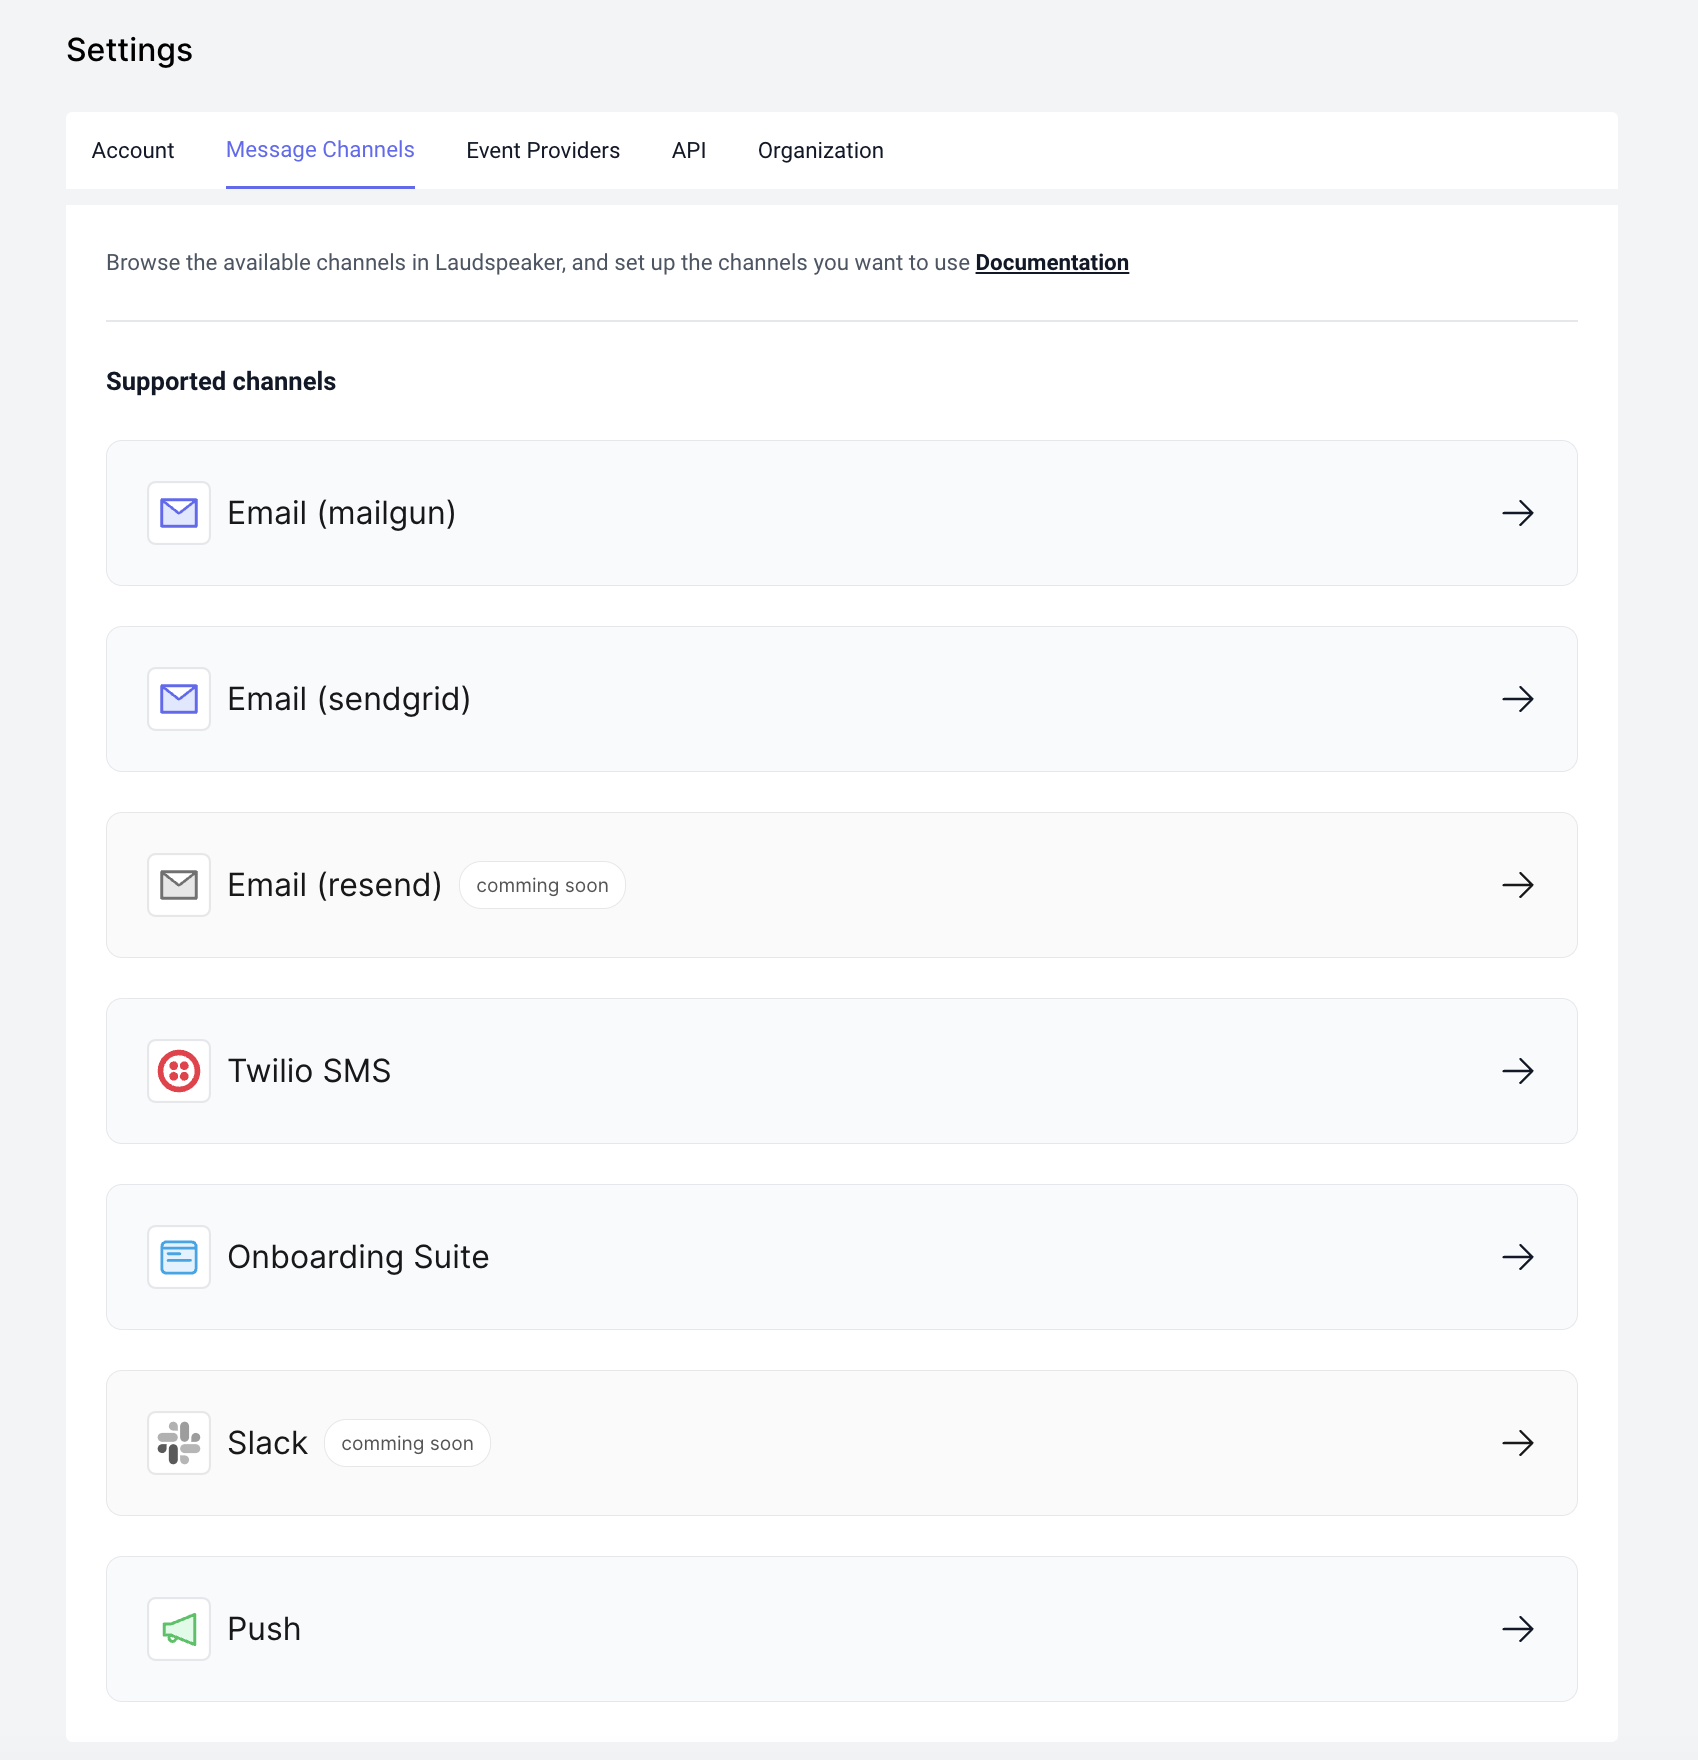 Settings
Account Message Channels Event Providers API Organization
Browse the available channels in Laudspeaker, and set up the channels you want to use Documentation
Supported channels
Email (mailgun)
Email (sendgrid)
Email (resend) comming soon
Twilio SMS
Onboarding Suite
Slack comming soon
Push